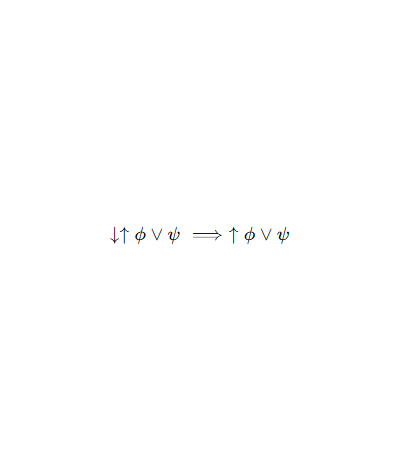 ↓↑ ϕ ∨ ψ ⟹ ↑ ϕ ∨ ψ